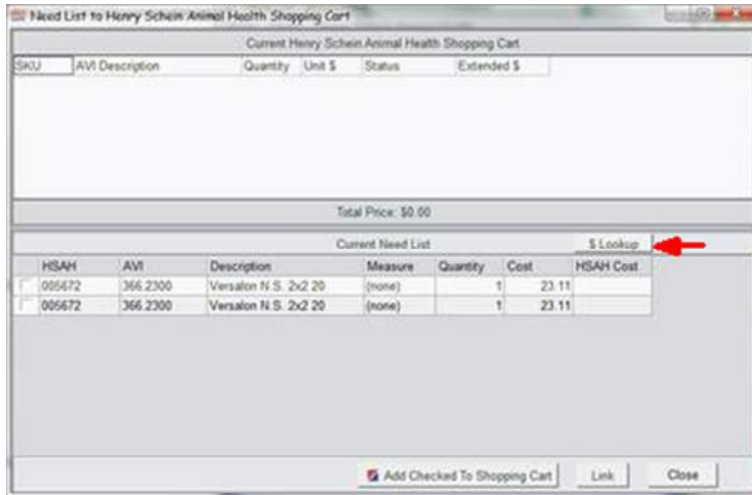 Need List to Henry Schein Animal Health Shopping Cart
Current Henry Schein Animal Health Shopping Cart
SKU AVI Description Quantity Unit $ Status Extended $
Total Price: $0.00
Current Need List $ Lookup
HSAH AVI Description Measure Quantity Cost HSAH Cost
005672 366.2300 Versalon N.S. 2x2 20 (none) 1 23.11
005672 366.2300 Versalon N.S. 2x2 20 (none) 1 23.11
Add Checked To Shopping Cart Link Close